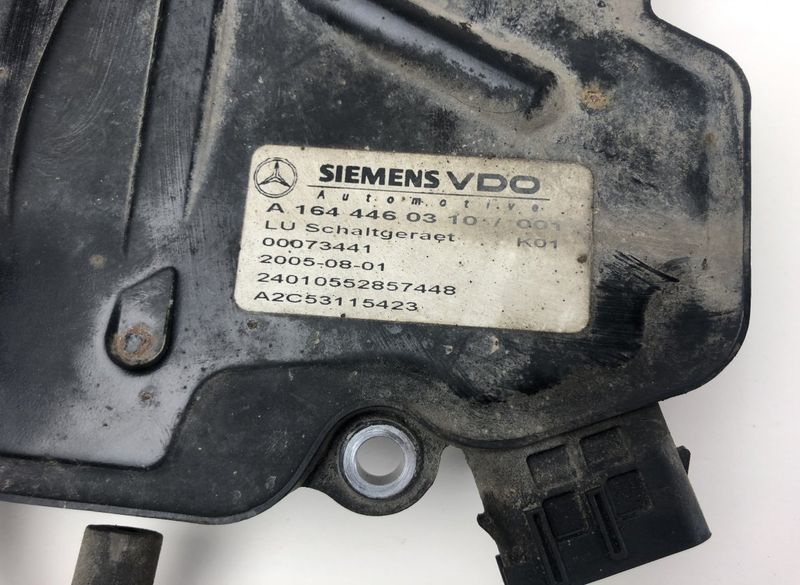 SIEMENS VDO
Automotive
A 164 446 03 10 / 001
LU Schaltgeraet K01
00073441
2005-08-01
24010552857448
A2C53115423